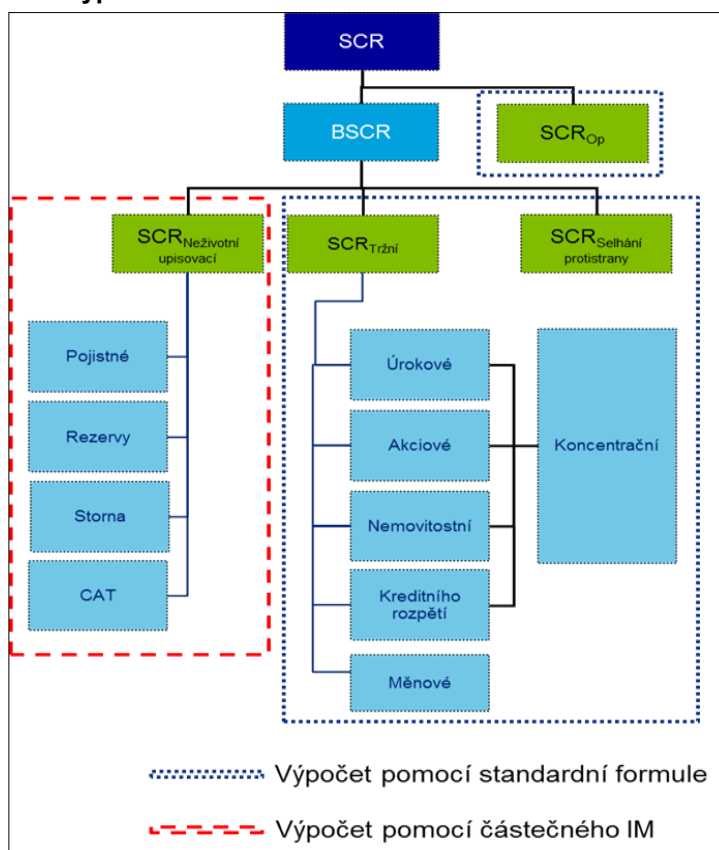 SCR
BSCR
SCROp
SCRNeživotní
upisovací
SCRTržní
SCRSelhání
protistrany
Pojistné
Rezervy
Storna
CAT
Úrokové
Akciové
Nemovitostní
Kreditního
rozpětí
Měnové
Koncentrační
Výpočet pomocí standardní formule
Výpočet pomocí částečného IM